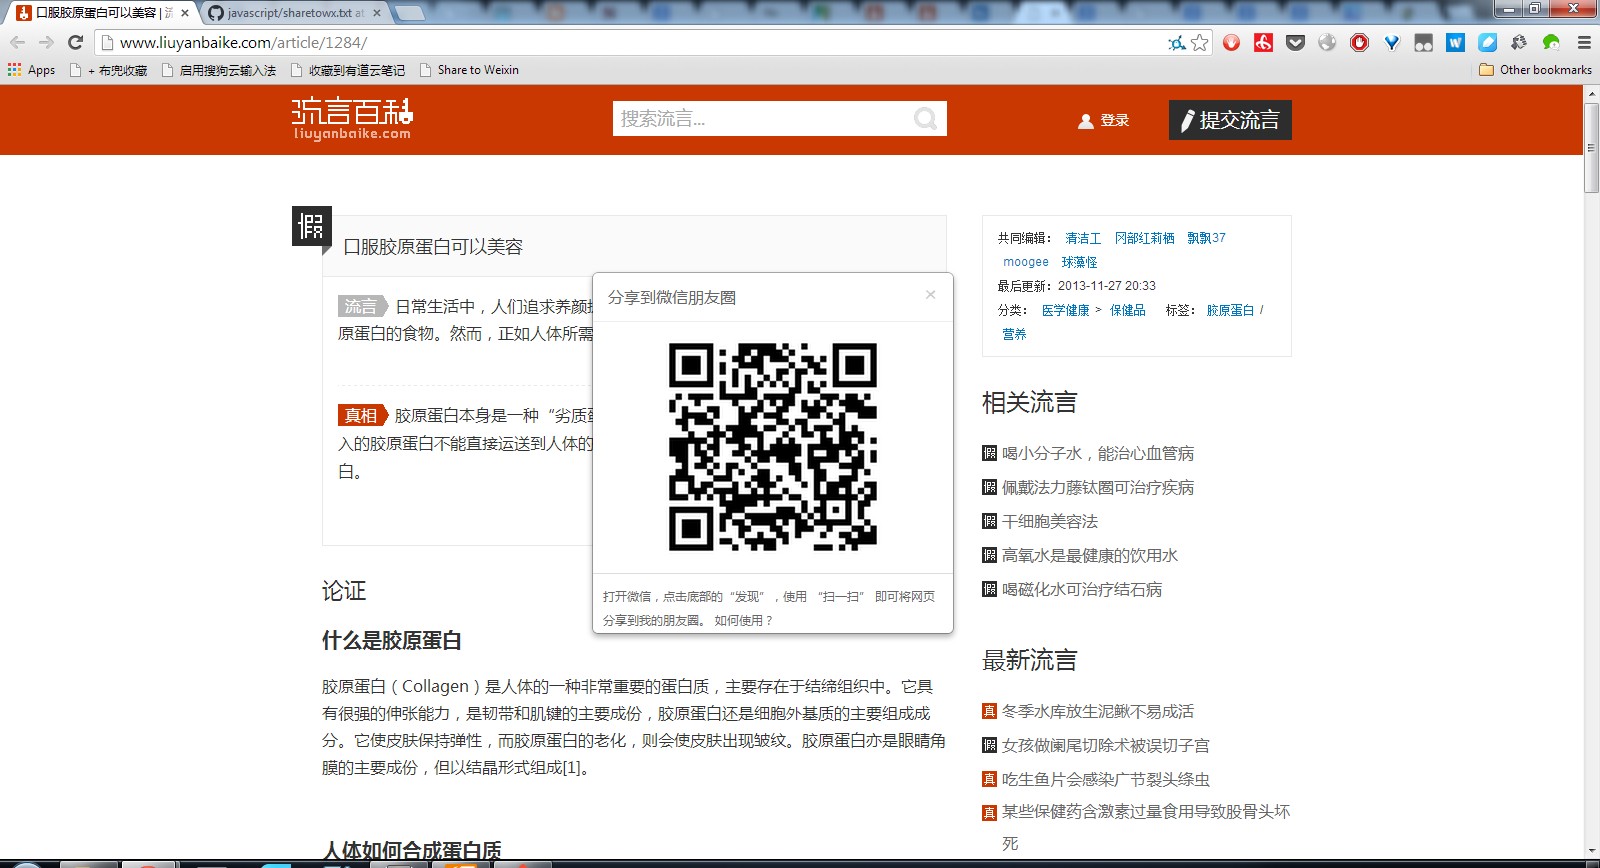 口服胶原蛋白可以美容 | 流
javascript/sharetowx.txt at
www.liuyanbaike.com/article/1284/
Apps
+ 布兜收藏
启用搜狗云输入法
收藏到有道云笔记
Share to Weixin
Other bookmarks
流言百科
liuyanbaike.com
搜索流言...
登录
提交流言
假
口服胶原蛋白可以美容
流言 日常生活中，人们追求养颜
原蛋白的食物。然而，正如人体所需
真相 胶原蛋白本身是一种“劣质
入的胶原蛋白不能直接运送到人体的
白。
分享到微信朋友圈
×
打开微信，点击底部的“发现”，使用 “扫一扫” 即可将网页
分享到我的朋友圈。 如何使用？
论证
什么是胶原蛋白
胶原蛋白（Collagen）是人体的一种非常重要的蛋白质，主要存在于结缔组织中。它具
有很强的伸张能力，是韧带和肌键的主要成份，胶原蛋白还是细胞外基质的主要组成成
分。它使皮肤保持弹性，而胶原蛋白的老化，则会使皮肤出现皱纹。胶原蛋白亦是眼睛角
膜的主要成份，但以结晶形式组成[1]。
人体如何合成蛋白质
共同编辑： 清洁工 冈部红莉栖 飘飘37
moogee 球藻怪
最后更新：2013-11-27 20:33
分类： 医学健康 > 保健品 标签： 胶原蛋白 /
营养
相关流言
假 喝小分子水，能治心血管病
假 佩戴法力藤钛圈可治疗疾病
假 干细胞美容法
假 高氧水是最健康的饮用水
假 喝磁化水可治疗结石病
最新流言
真 冬季水库放生泥鳅不易成活
假 女孩做阑尾切除术被误切子宫
真 吃生鱼片会感染广节裂头绦虫
真 某些保健药含激素过量食用导致股骨头坏
死